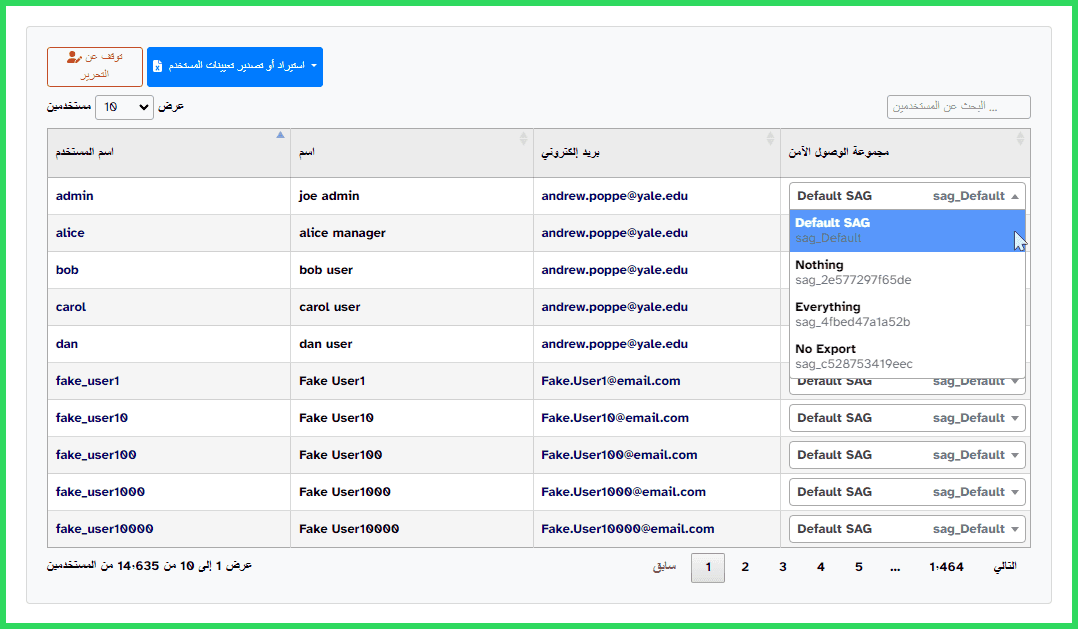 توقف عن التحرير
استيراد أو تصدير تعيينات المستخدم
عرض 10 مستخدمين
البحث عن المستخدمين ...
اسم المستخدم اسم بريد إلكتروني مجموعة الوصول الآمن
admin joe admin andrew.poppe@yale.edu Default SAG sag_Default
alice alice manager andrew.poppe@yale.edu
bob bob user andrew.poppe@yale.edu
carol carol user andrew.poppe@yale.edu
dan dan user andrew.poppe@yale.edu
Default SAG
sag_Default
Nothing
sag_2e577297f65de
Everything
sag_4fbed47a1a52b
No Export
sag_c528753419eec
fake_user1 Fake User1 Fake.User1@email.com Default SAG sag_Default
fake_user10 Fake User10 Fake.User10@email.com Default SAG sag_Default
fake_user100 Fake User100 Fake.User100@email.com Default SAG sag_Default
fake_user1000 Fake User1000 Fake.User1000@email.com Default SAG sag_Default
fake_user10000 Fake User10000 Fake.User10000@email.com Default SAG sag_Default
عرض 1 إلى 10 من 14٬635 من المستخدمين
سابق 1 2 3 4 5 ... 1٬464 التالي